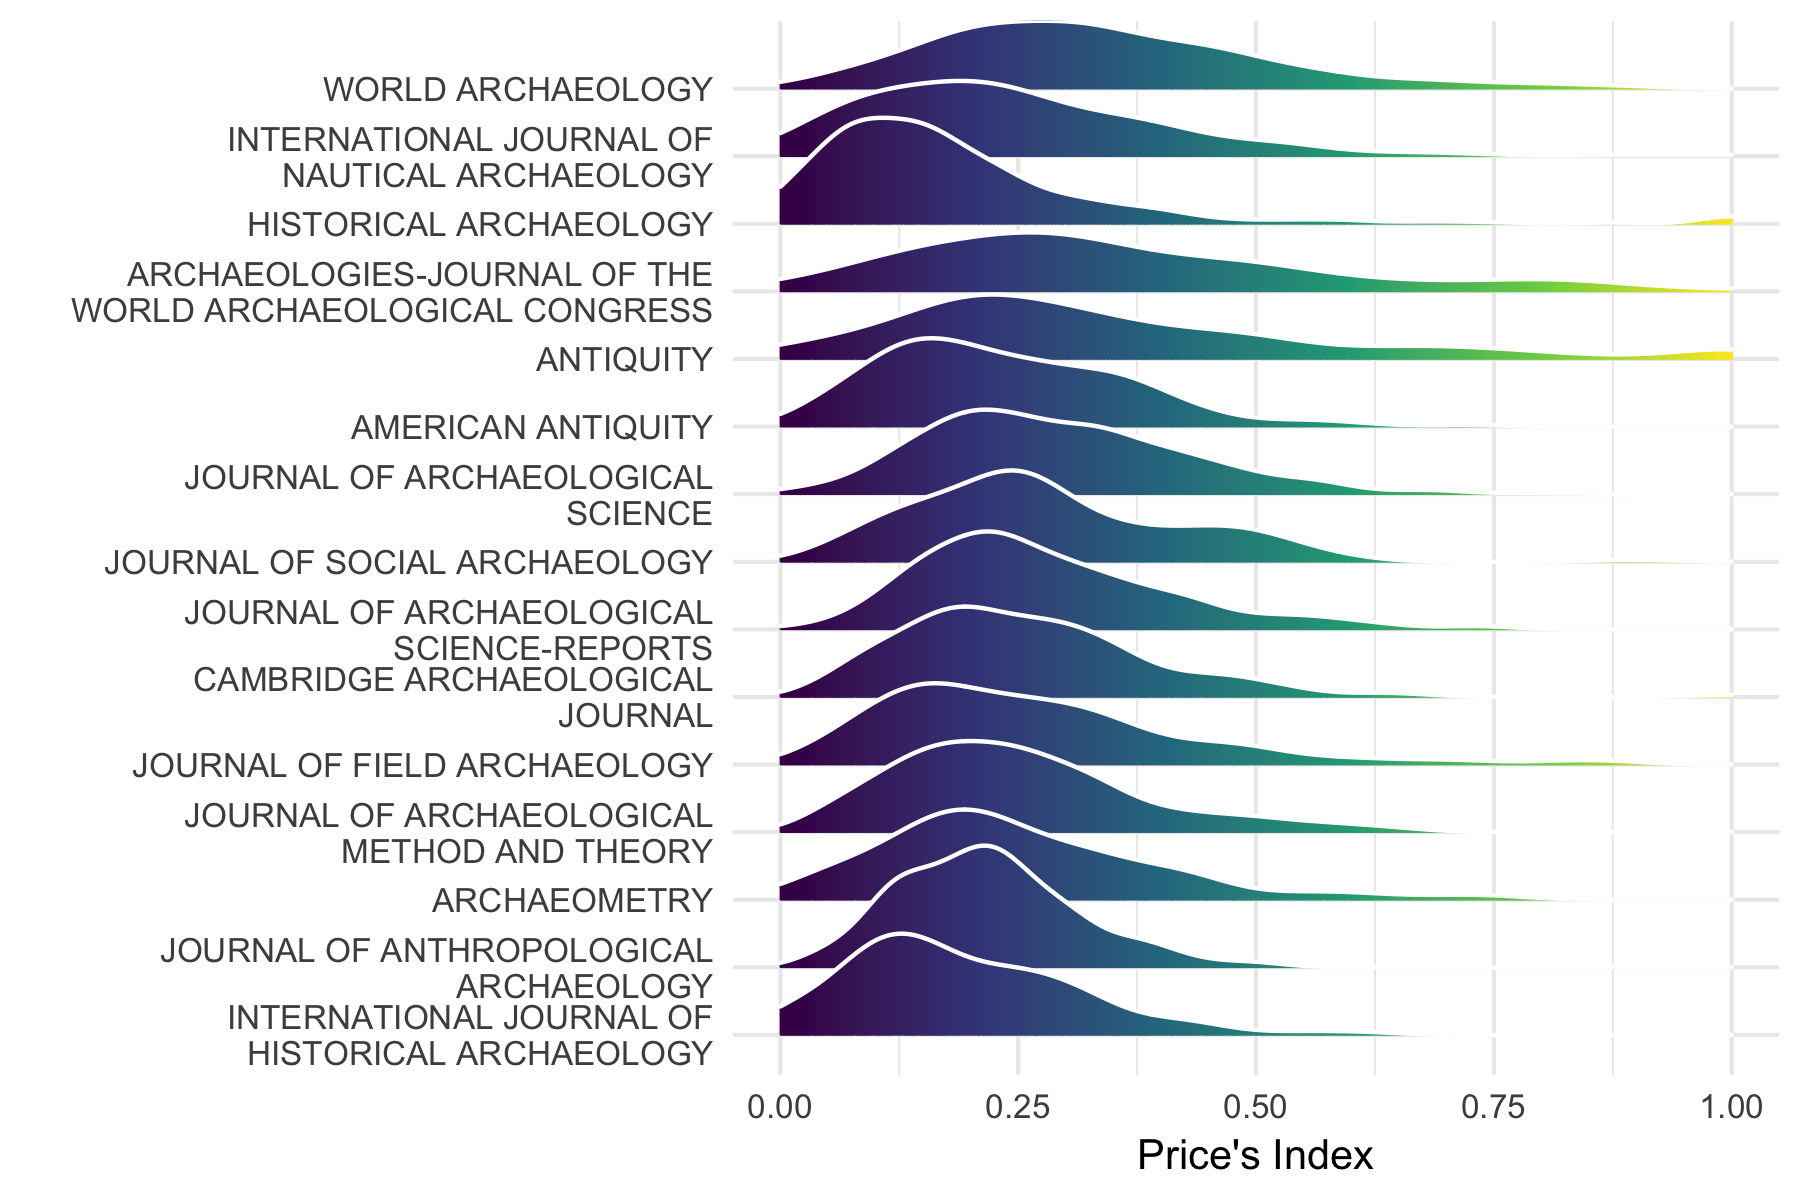 WORLD ARCHAEOLOGY
INTERNATIONAL JOURNAL OF
NAUTICAL ARCHAEOLOGY
HISTORICAL ARCHAEOLOGY
ARCHAEOLOGIES-JOURNAL OF THE
WORLD ARCHAEOLOGICAL CONGRESS
ANTIQUITY
AMERICAN ANTIQUITY
JOURNAL OF ARCHAEOLOGICAL
SCIENCE
JOURNAL OF SOCIAL ARCHAEOLOGY
JOURNAL OF ARCHAEOLOGICAL
SCIENCE-REPORTS
CAMBRIDGE ARCHAEOLOGICAL
JOURNAL
JOURNAL OF FIELD ARCHAEOLOGY
JOURNAL OF ARCHAEOLOGICAL
METHOD AND THEORY
ARCHAEOMETRY
JOURNAL OF ANTHROPOLOGICAL
ARCHAEOLOGY
INTERNATIONAL JOURNAL OF
HISTORICAL ARCHAEOLOGY
0.00 0.25 0.50 0.75 1.00
Price's Index